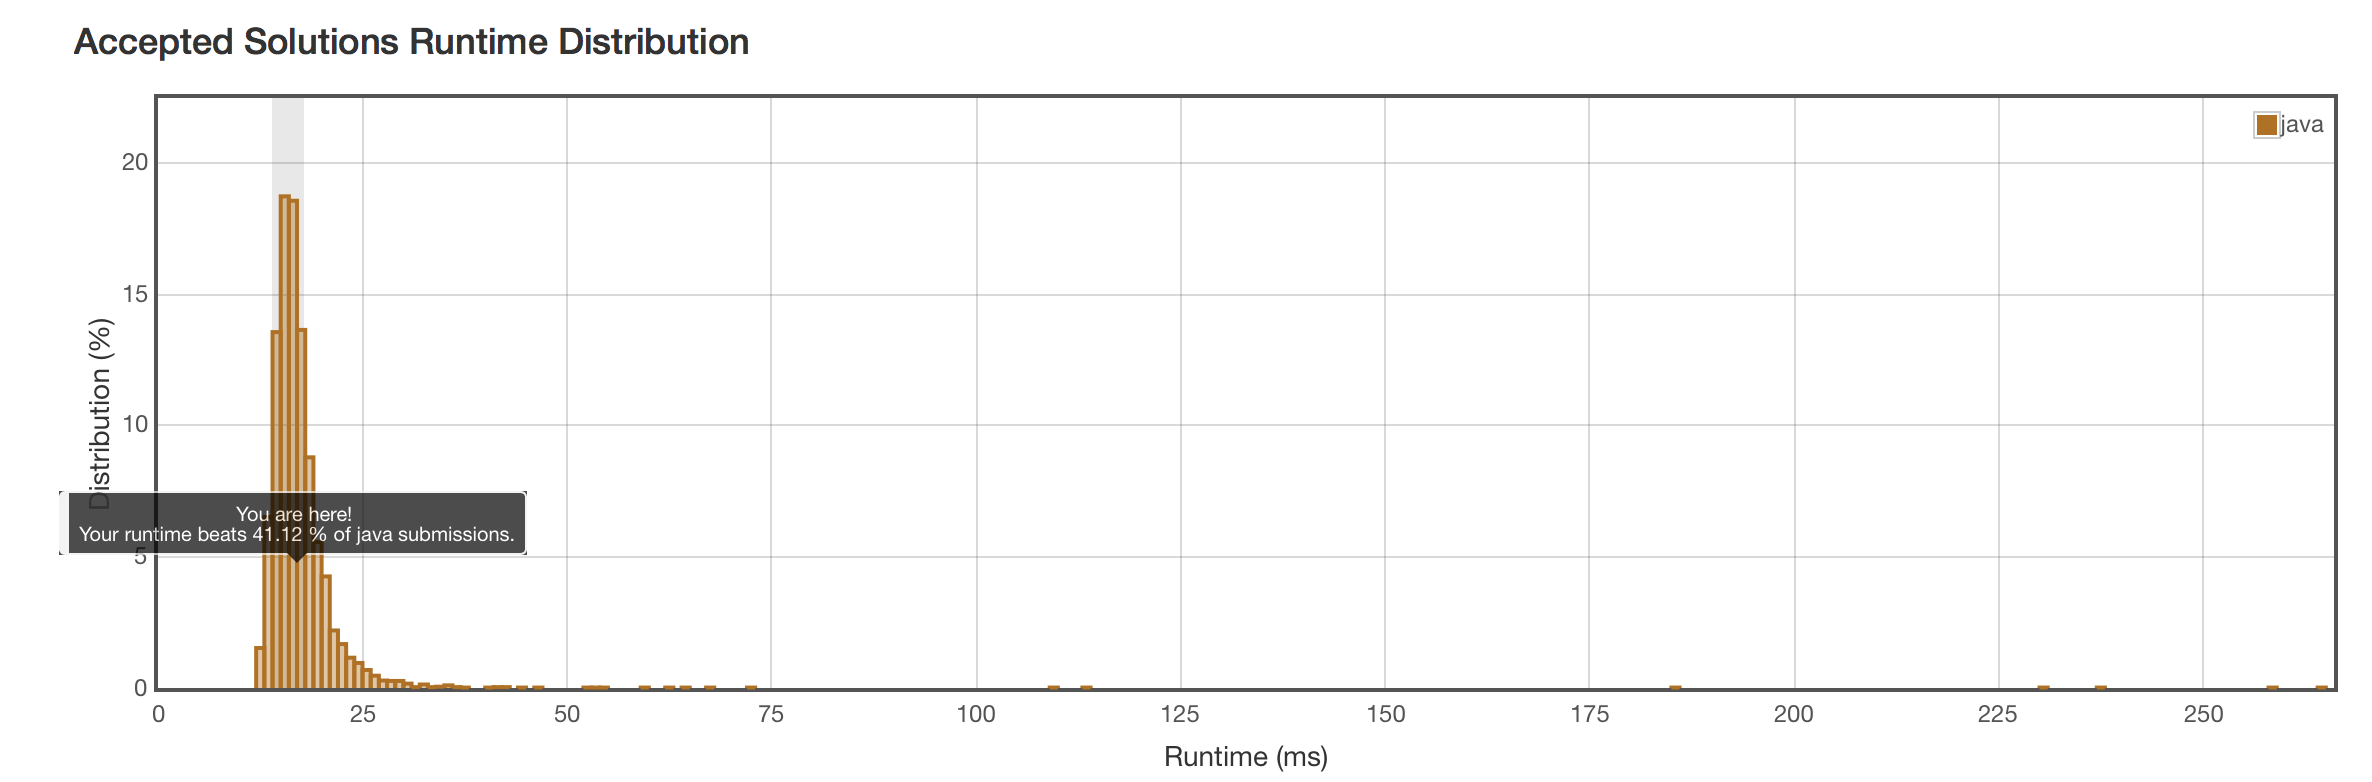 Accepted Solutions Runtime Distribution
java
20
15
10
5
0
Distribution (%)
You are here!
Your runtime beats 41.12 % of java submissions.
0 25 50 75 100 125 150 175 200 225 250
Runtime (ms)